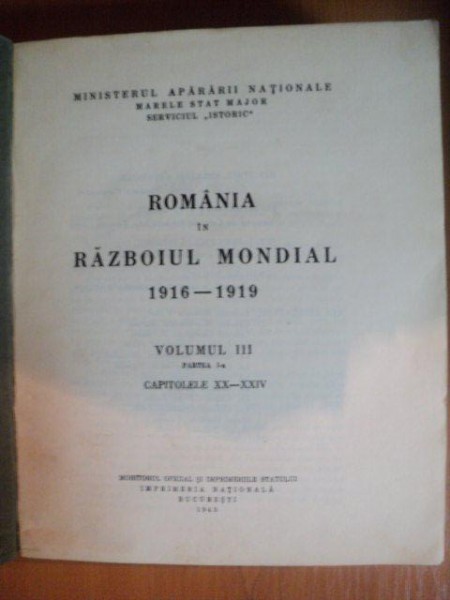 MINISTERUL APĂRĂRII NAȚIONALE
MARELE STAT MAJOR
SERVICIUL „ISTORIC"
ROMÂNIA
ÎN
RĂZBOIUL MONDIAL
1916—1919
VOLUMUL III
PARTEA
CAPITOLELE XX—XXIV
MONITORUL OFICIAL ȘI IMPRIMERIILE STATULUI
IMPRIMERIA NAȚIONALĂ
BUCUREȘTI